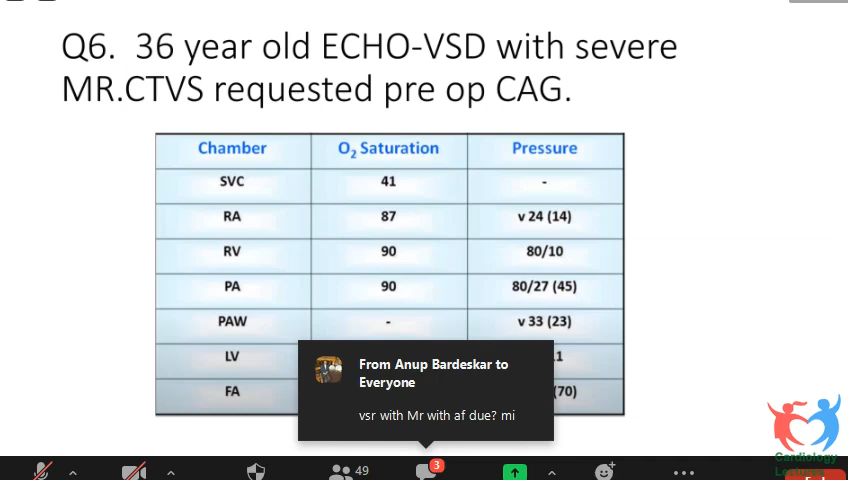 Q6. 36 year old ECHO-VSD with severe
MR.CTVS requested pre op CAG.
Chamber O2 Saturation Pressure
SVC 41 -
RA 87 v 24 (14)
RV 90 80/10
PA 90 80/27 (45)
PAW - v 33 (23)
LV 1
FA (70)
From Anup Bardeskar to
Everyone
vsr with Mr with af due? mi
49
3
Cardiology